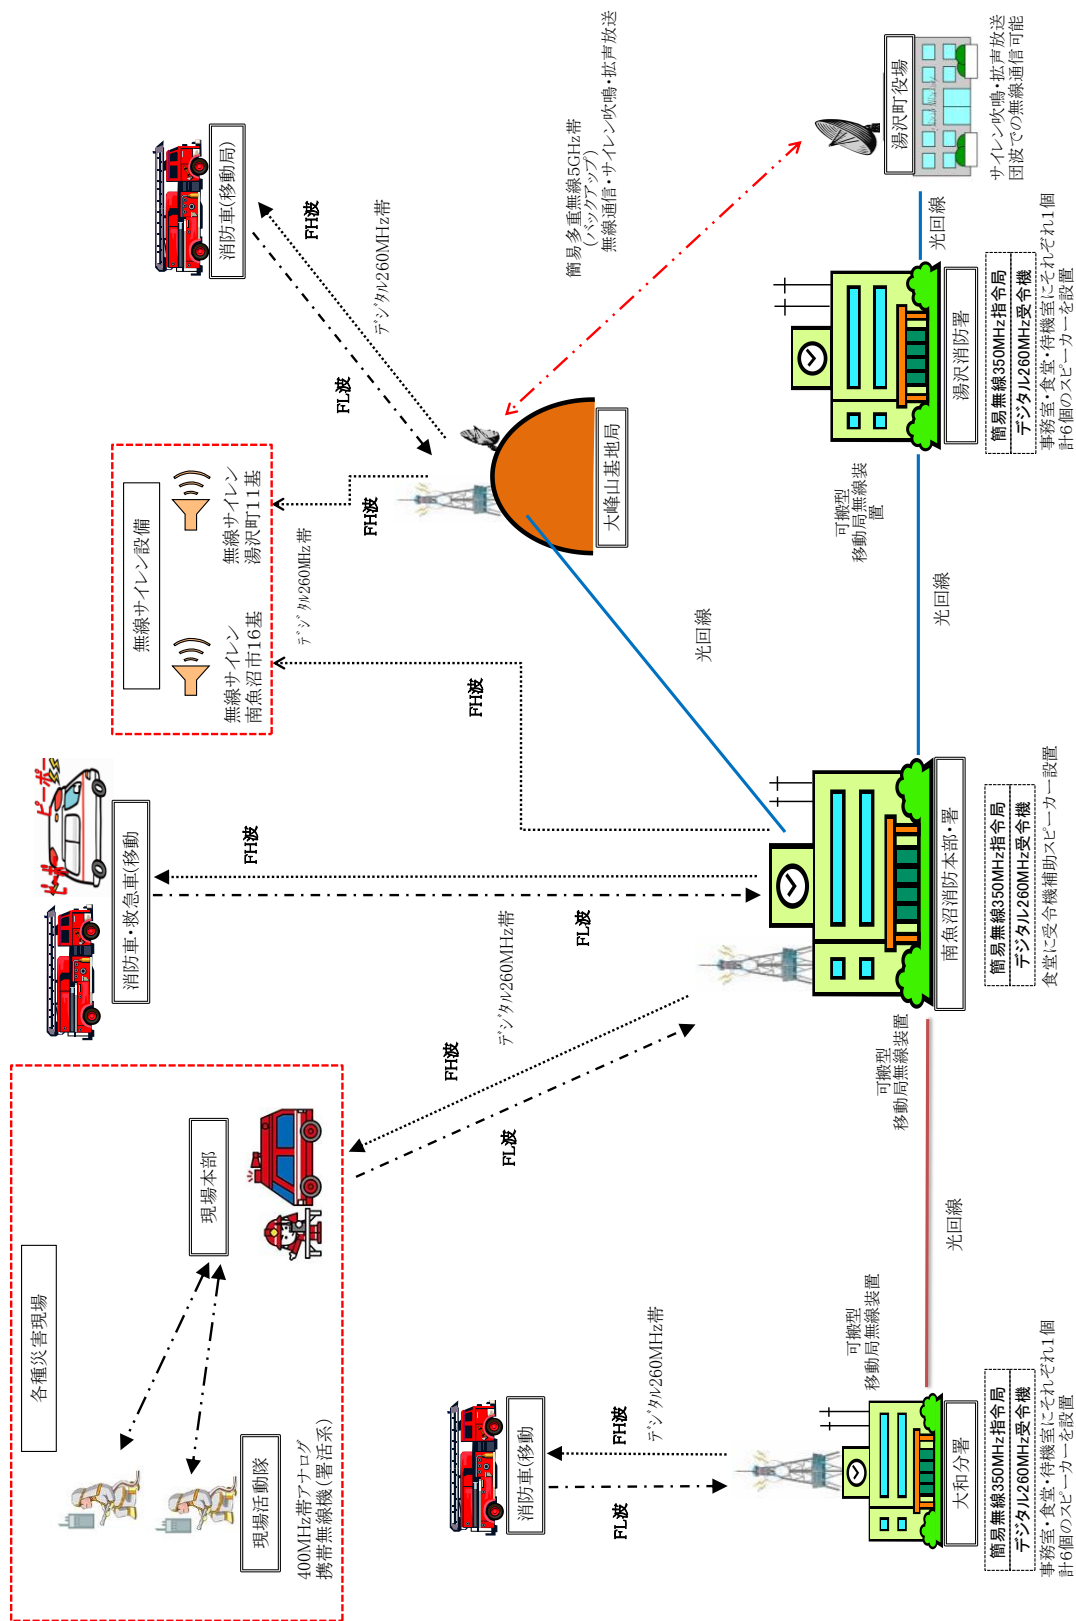 各種災害現場
現場活動隊
400MHz帯アナログ
携帯無線機(署活系)
現場本部
消防車・救急車(移動
ピーポー
無線サイレン設備
無線サイレン
南魚沼市16基
無線サイレン
湯沢町11基
消防車(移動局)
FH波
FL波
デジタル260MHz帯
FH波
デジタル260MHz帯
FH波
FH波
FL波
デジタル260MHz帯
FH波
FL波
簡易多重無線5GHz帯
(バックアップ)
無線通信・サイレン吹鳴・拡声放送
大峰山基地局
光回線
消防車(移動
FH波
FL波
デジタル260MHz帯
可搬型
移動局無線装置
大和分署
簡易無線350MHz指令局
デジタル260MHz受令機
事務室・食堂・待機室にそれぞれ1個
計6個のスピーカーを設置
光回線
可搬型
移動局無線装置
南魚沼消防本部・署
簡易無線350MHz指令局
デジタル260MHz受令機
食堂に受令機補助スピーカー設置
光回線
可搬型
移動局無線装
置
湯沢消防署
簡易無線350MHz指令局
デジタル260MHz受令機
事務室・食堂・待機室にそれぞれ1個
計6個のスピーカーを設置
光回線
湯沢町役場
サイレン吹鳴・拡声放送
団波での無線通信可能